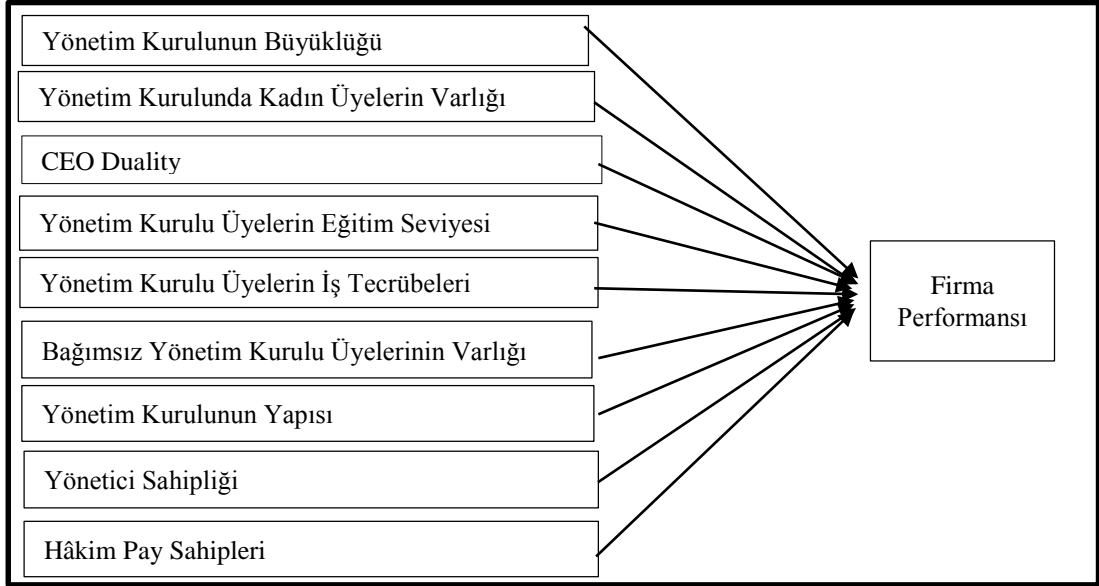 Yönetim Kurulunun Büyüklüğü
Yönetim Kurulunda Kadın Üyelerin Varlığı
CEO Duality
Yönetim Kurulu Üyelerin Eğitim Seviyesi
Yönetim Kurulu Üyelerin İş Tecrübeleri
Bağımsız Yönetim Kurulu Üyelerinin Varlığı
Yönetim Kurulunun Yapısı
Yönetici Sahipliği
Hâkim Pay Sahipleri
Firma
Performansı